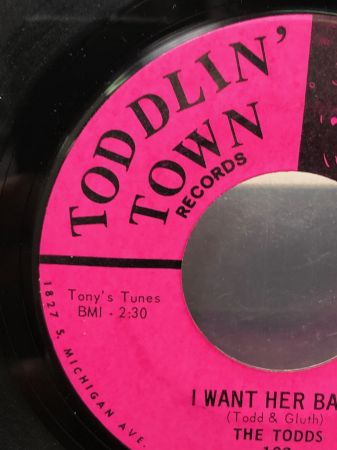 TODDLIN'
TOWN
RECORDS
Tony's Tunes
BMI - 2:30
1827 S. MICHIGAN AVE.
I WANT HER BA
(Todd & Gluth)
THE TODDS